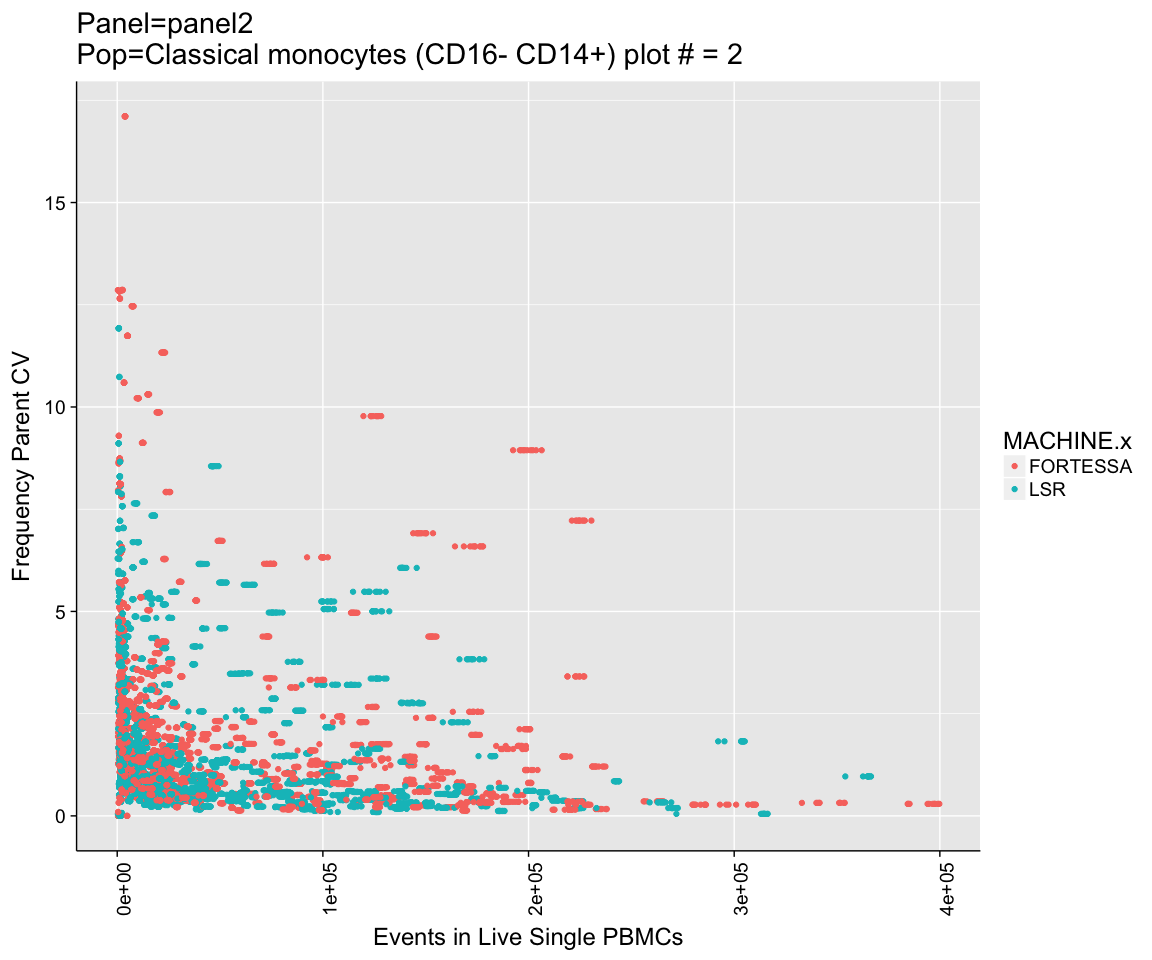 Panel=panel2
Pop=Classical monocytes (CD16- CD14+) plot # = 2
Frequency Parent CV
15
10
5
0
0e+00
1e+05
2e+05
3e+05
4e+05
Events in Live Single PBMCs
MACHINE.x
FORTESSA
LSR